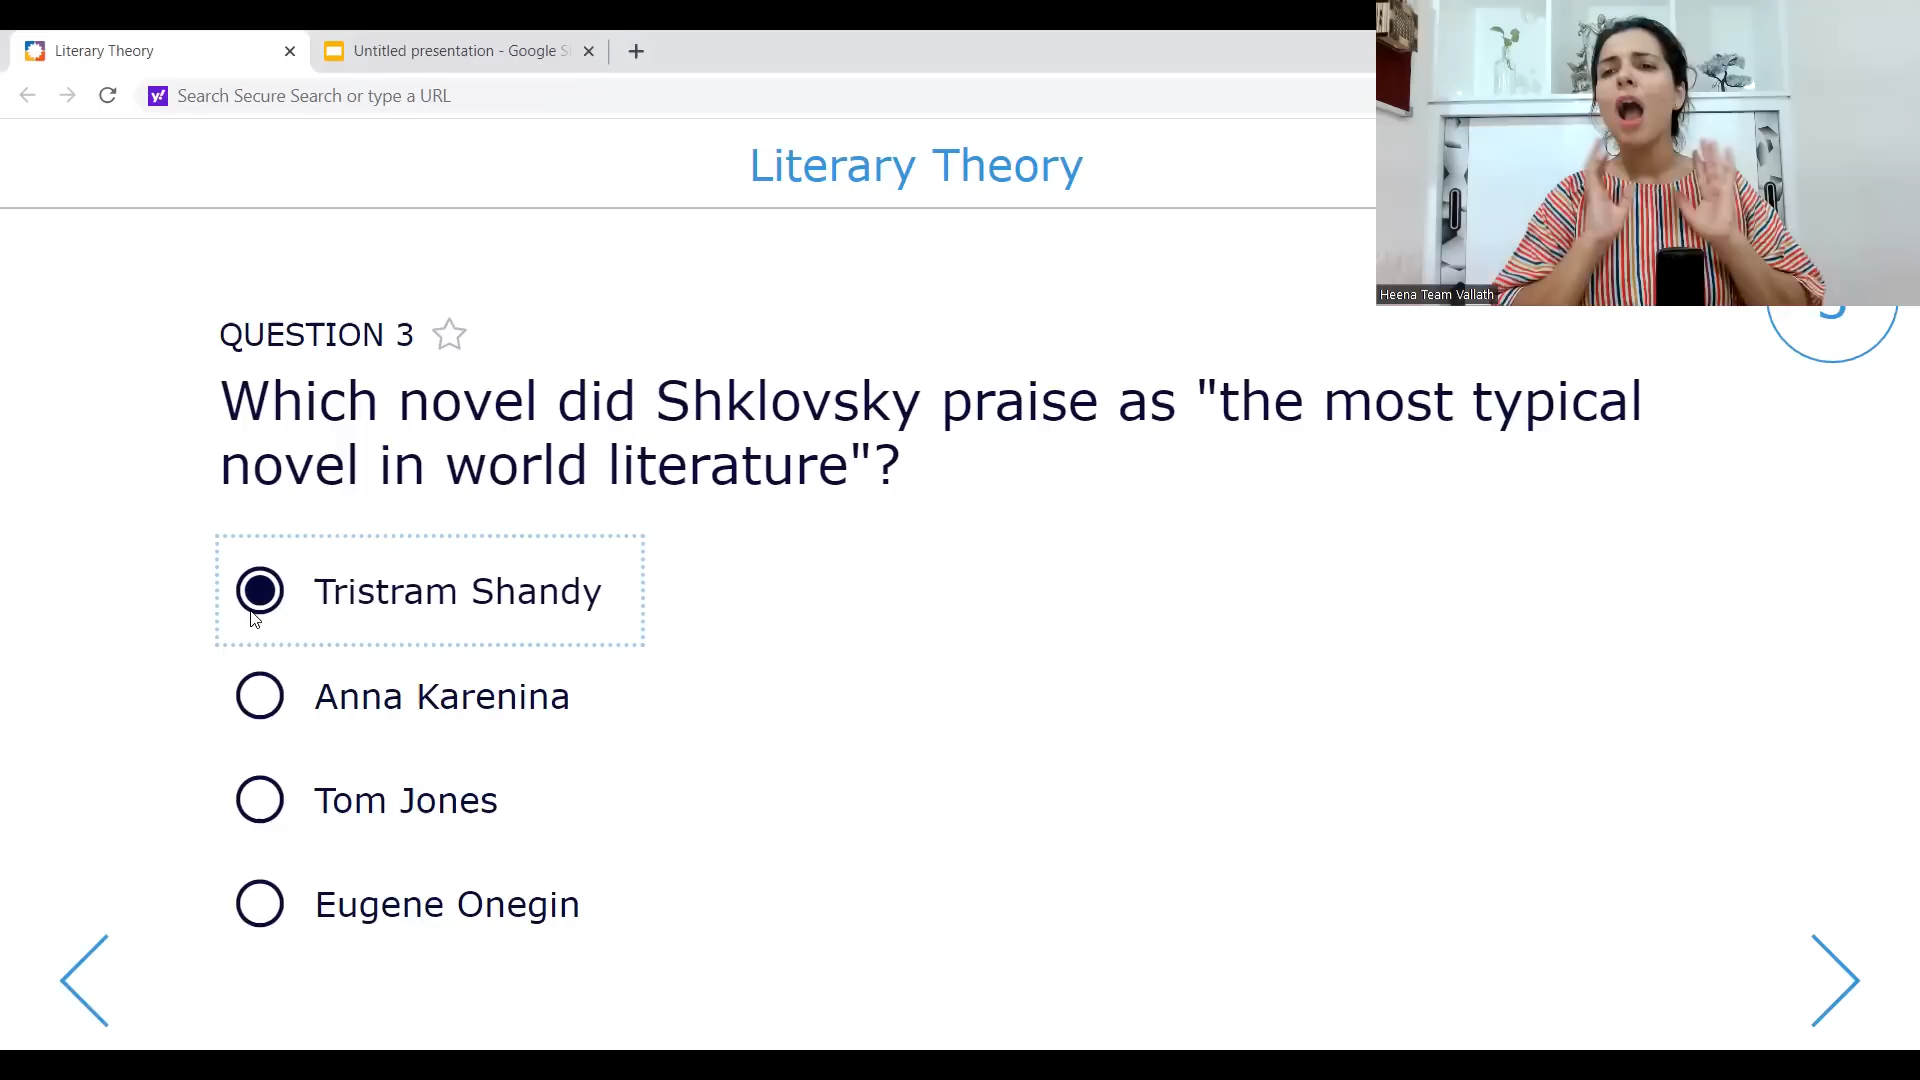 Literary Theory
Untitled presentation - Google S
Search Secure Search or type a URL
Literary Theory
Heena Team Vallath
QUESTION 3
Which novel did Shklovsky praise as "the most typical
novel in world literature"?
Tristram Shandy
Anna Karenina
Tom Jones
Eugene Onegin